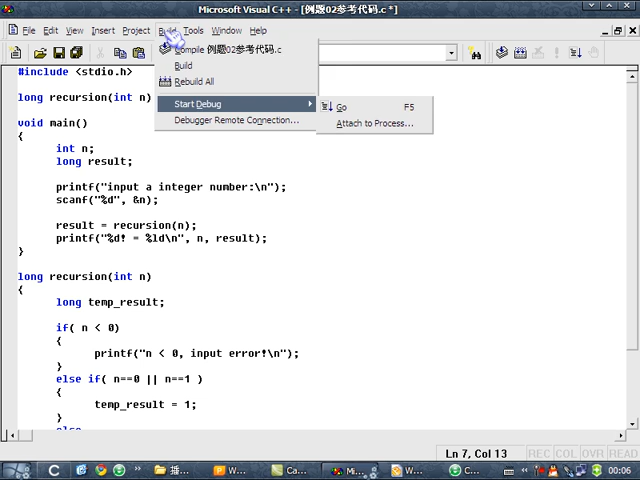 Microsoft Visual C++ - [例题02参考代码.c *]
File Edit View Insert Project Build Tools Window Help
Compile 例题02参考代码.c
Build
Rebuild All
Start Debug
Debugger Remote Connection...
Go F5
Attach to Process...
#include <stdio.h>
long recursion(int n)
void main()
{
int n;
long result;
printf("input a integer number:\n");
scanf("%d", &n);
result = recursion(n);
printf("%d! = %ld\n", n, result);
}
long recursion(int n)
{
long temp_result;
if( n < 0)
{
printf("n < 0, input error!\n");
}
else if( n==0 || n==1 )
{
temp_result = 1;
}
else
Ln 7, Col 13 REC COL OVR READ
C 播... W... Ca... Mi... W... C... 00:06